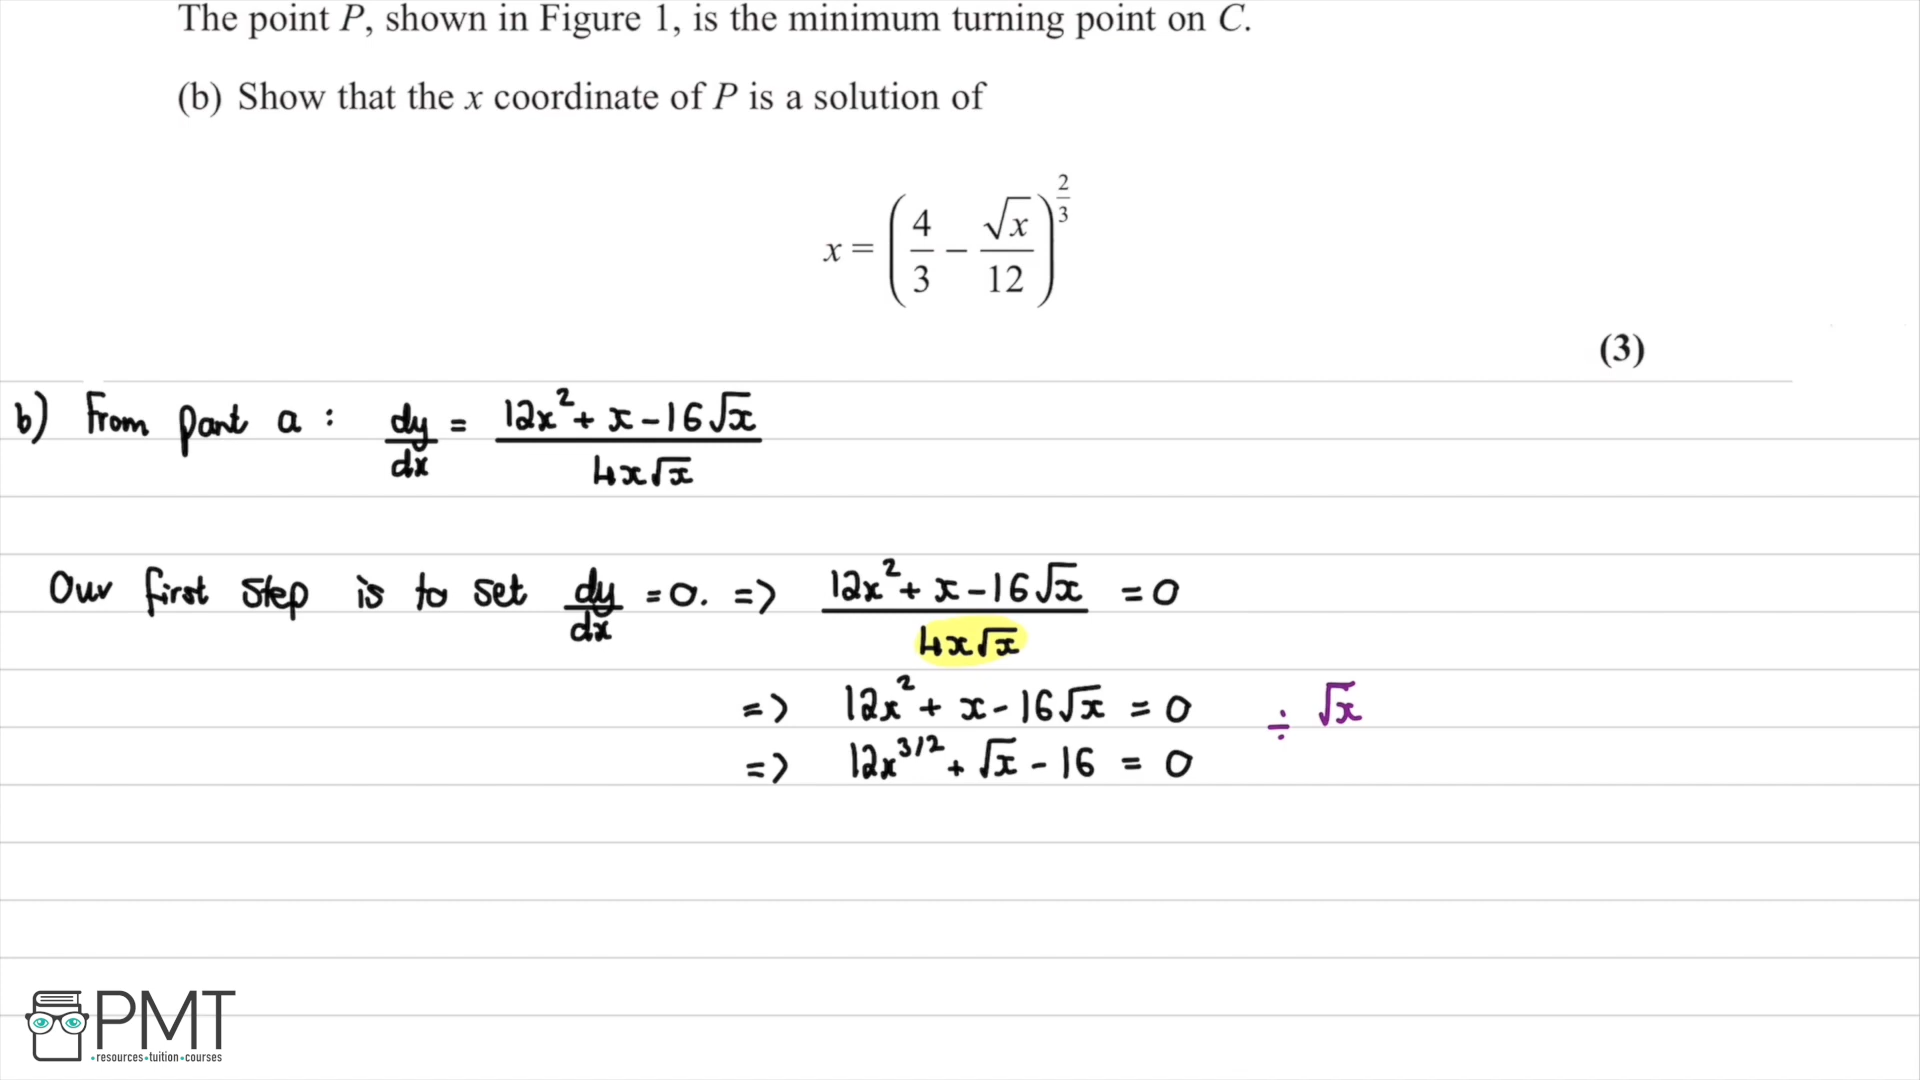 The point P, shown in Figure 1, is the minimum turning point on C.
(b) Show that the x coordinate of P is a solution of
x = (4/3 − √x/12)^(2/3)
(3)
b) From part a : dy/dx = (12x² + x − 16√x)/(4x√x)
Our first step is to set dy/dx = 0. => (12x² + x − 16√x)/(4x√x) = 0
=> 12x² + x − 16√x = 0 ÷ √x
=> 12x^(3/2) + √x − 16 = 0
PMT
•resources•tuition•courses